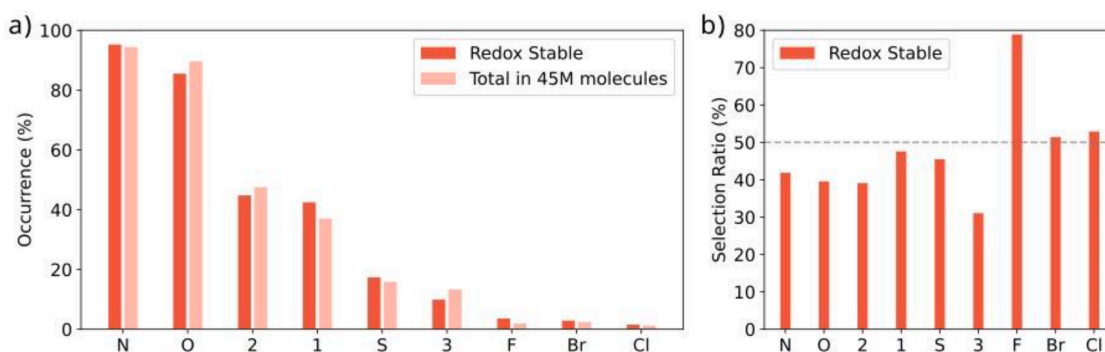 a)
Occurrence (%)
100
80
60
40
20
0
N O 2 1 S 3 F Br Cl
Redox Stable
Total in 45M molecules
b)
Selection Ratio (%)
80
70
60
50
40
30
20
10
0
N O 2 1 S 3 F Br Cl
Redox Stable